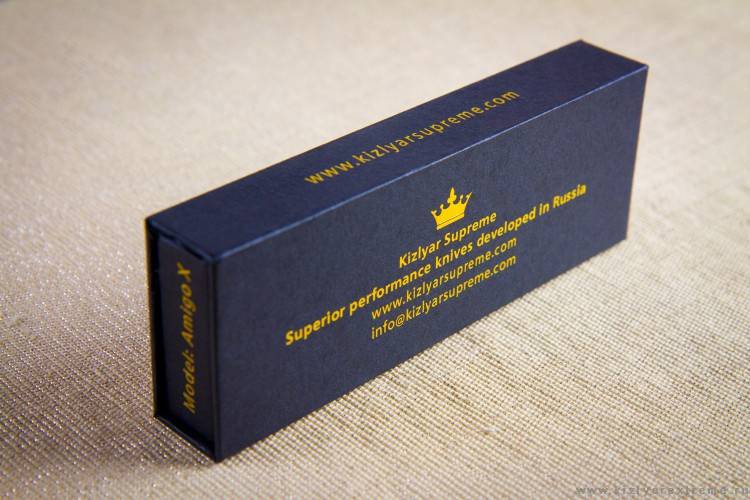 www.kizlyarsupreme.com
Kizlyar Supreme
Superior performance knives developed in Russia
www.kizlyarsupreme.com
info@kizlyarsupreme.com
Model: Amigo X